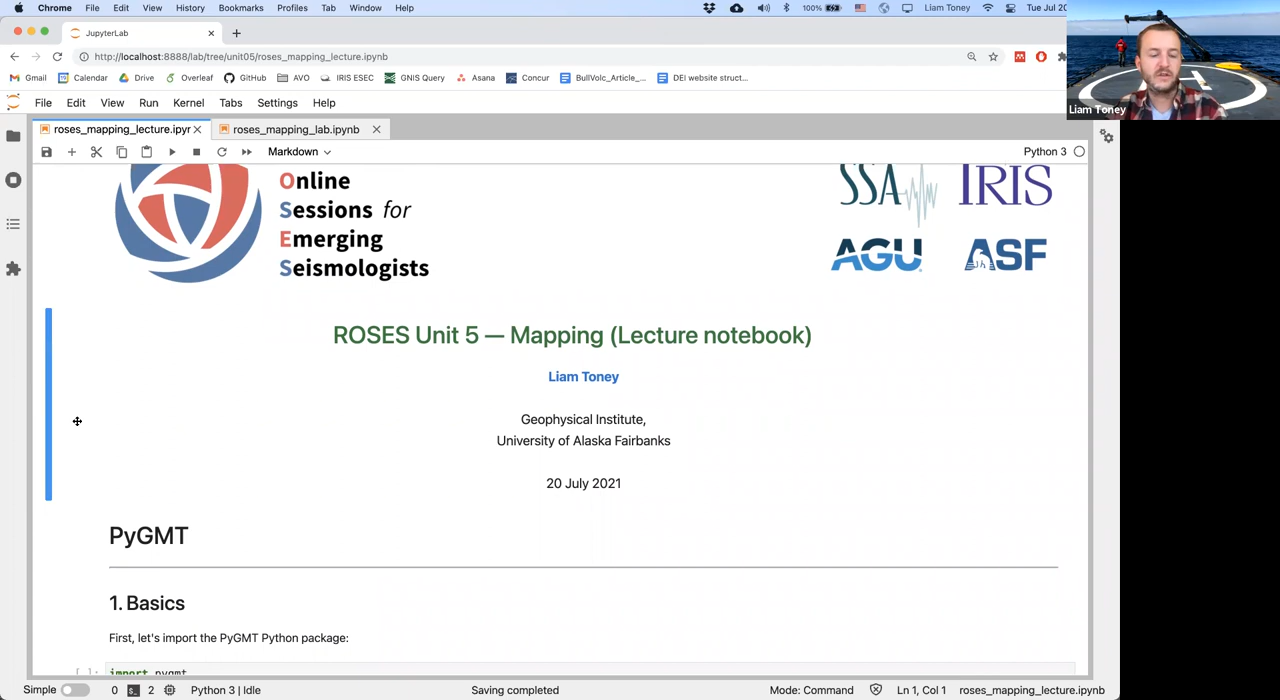 Chrome File Edit View History Bookmarks Profiles Tab Window Help 100% Liam Toney Tue Jul 20
JupyterLab
http://localhost:8888/lab/tree/unit05/roses_mapping_lecture.ipynb
Gmail Calendar Drive Overleaf GitHub AVO IRIS ESEC GNIS Query Asana Concur BullVolc_Article_... DEI website struct...
Liam Toney
File Edit View Run Kernel Tabs Settings Help
roses_mapping_lecture.ipyr roses_mapping_lab.ipynb
Markdown Python 3
Online
Sessions for
Emerging
Seismologists
SSA IRIS
AGU ASF
ROSES Unit 5 — Mapping (Lecture notebook)
Liam Toney
Geophysical Institute,
University of Alaska Fairbanks
20 July 2021
PyGMT
1. Basics
First, let's import the PyGMT Python package:
[ ]: import pygmt
Simple 0 2 Python 3 | Idle Saving completed Mode: Command Ln 1, Col 1 roses_mapping_lecture.ipynb